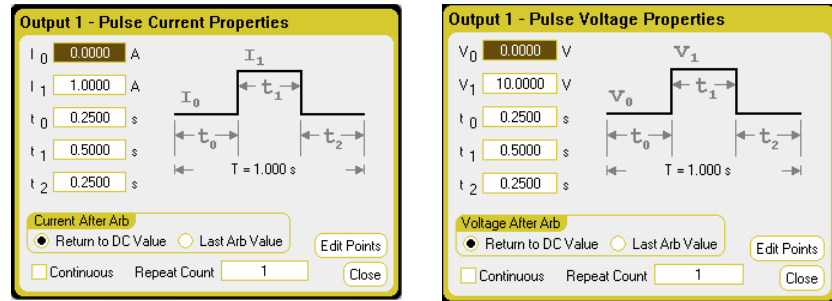 Output 1 - Pulse Current Properties
I 0 0.0000 A
I 1 1.0000 A
t 0 0.2500 s
t 1 0.5000 s
t 2 0.2500 s
I1
I0
t1
t0
t2
T = 1.000 s
Current After Arb
Return to DC Value Last Arb Value
Edit Points
Continuous Repeat Count 1
Close
Output 1 - Pulse Voltage Properties
V0 0.0000 V
V1 10.0000 V
t 0 0.2500 s
t 1 0.5000 s
t 2 0.2500 s
V1
V0
t1
t0
t2
T = 1.000 s
Voltage After Arb
Return to DC Value Last Arb Value
Edit Points
Continuous Repeat Count 1
Close